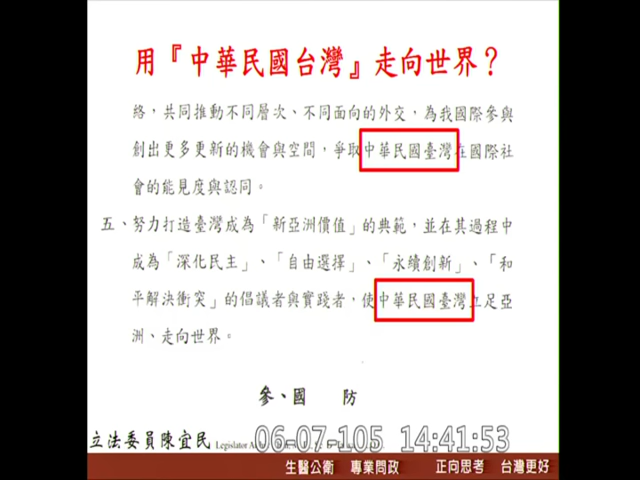 用『中華民國台灣』走向世界？
絡，共同推動不同層次、不同面向的外交，為我國際參與
創出更多更新的機會與空間，爭取中華民國臺灣在國際社
會的能見度與認同。
五、努力打造臺灣成為「新亞洲價值」的典範，並在其過程中
成為「深化民主」、「自由選擇」、「永續創新」、「和
平解決衝突」的倡議者與實踐者，使中華民國臺灣立足亞
洲、走向世界。
參、國 防
立法委員陳宜民 Legislator
06-07-105 14:41:53
生醫公衛 專業問政 正向思考 台灣更好